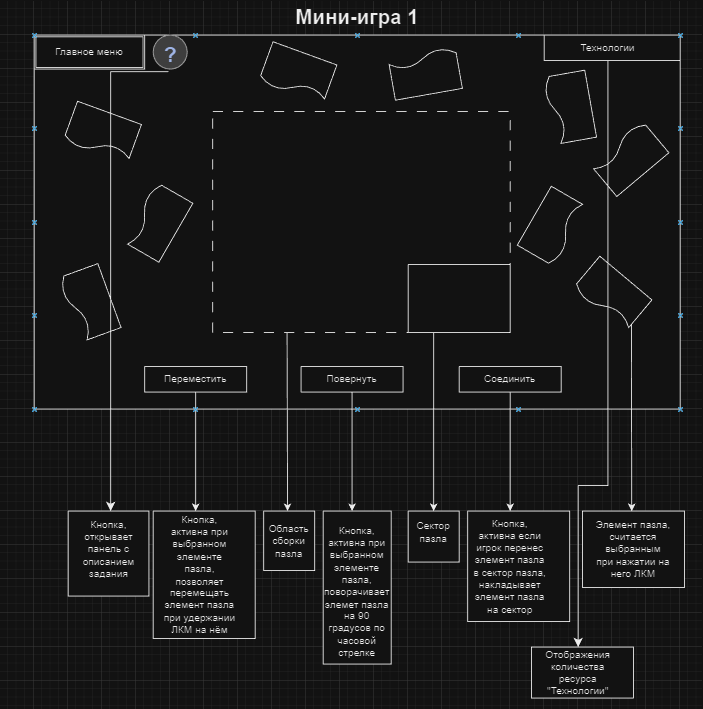 Мини-игра 1
Главное меню
?
Технологии
Переместить
Повернуть
Соединить
Кнопка,
открывает
панель с
описанием
задания
Кнопка,
активна при
выбранном
элементе
пазла,
позволяет
перемещать
элемент пазла
при удержании
ЛКМ на нём
Область
сборки
пазла
Кнопка,
активна при
выбранном
элементе
пазла,
поворачивает
элемет пазла
на 90
градусов по
часовой
стрелке
Сектор
пазла
Кнопка,
активна если
игрок перенес
элемент пазла
в сектор пазла,
накладывает
элемент пазла
на сектор
Элемент пазла,
считается
выбранным
при нажатии на
него ЛКМ
Отображения
количества
ресурса
"Технологии"